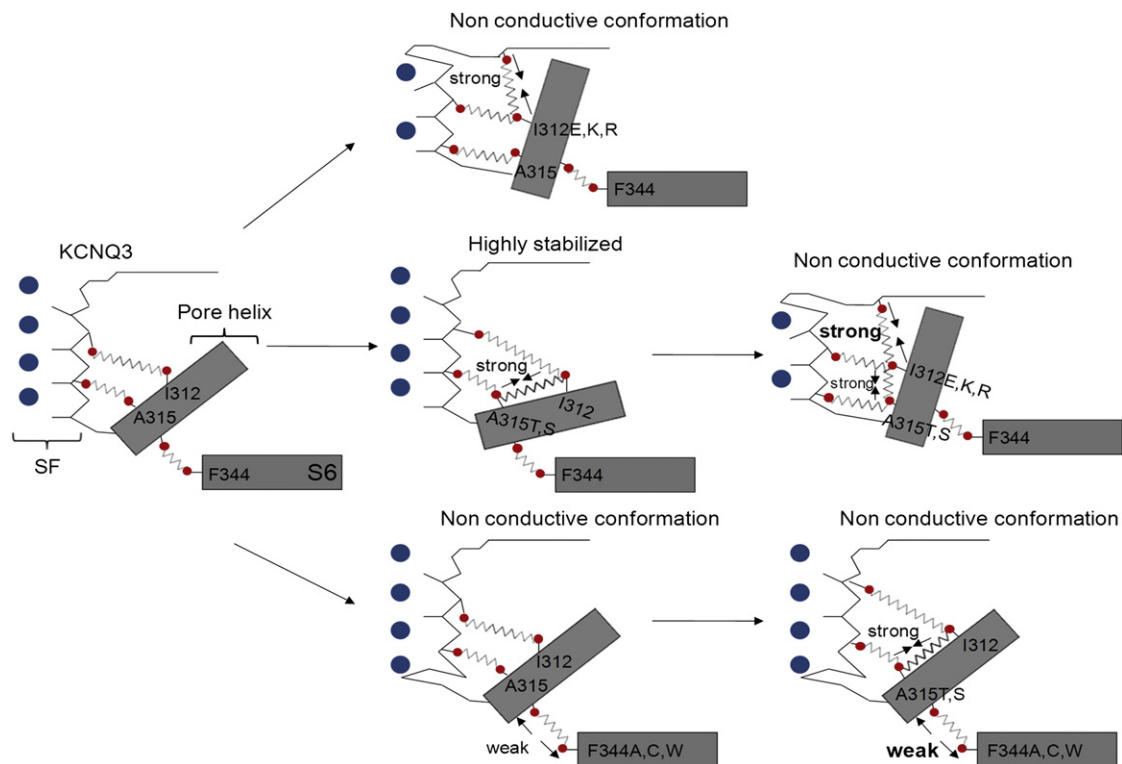 Non conductive conformation
strong
I312E,K,R
A315
F344
KCNQ3
Pore helix
I312
A315
SF
F344
S6
Highly stabilized
strong
I312
A315T,S
F344
Non conductive conformation
strong
I312E,K,R
strong
A315T,S
F344
Non conductive conformation
I312
A315
weak
F344A,C,W
Non conductive conformation
strong
I312
A315T,S
weak
F344A,C,W